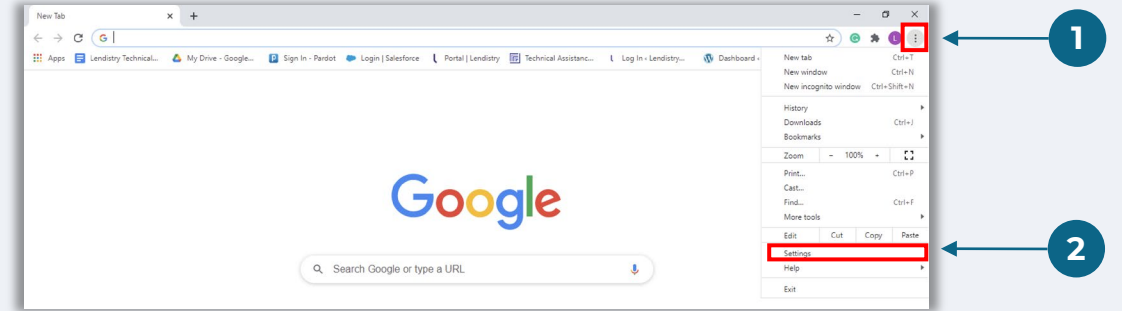 New Tab
Apps Lendistry Technical... My Drive - Google... Sign In - Pardot Login | Salesforce Portal | Lendistry Technical Assistanc... Log In ‹ Lendistry... Dashboard ‹
New tab Ctrl+T
New window Ctrl+N
New incognito window Ctrl+Shift+N
History
Downloads Ctrl+J
Bookmarks
Zoom - 100% +
Print... Ctrl+P
Cast...
Find... Ctrl+F
More tools
Edit Cut Copy Paste
Settings
Help
Exit
Google
Search Google or type a URL
1
2